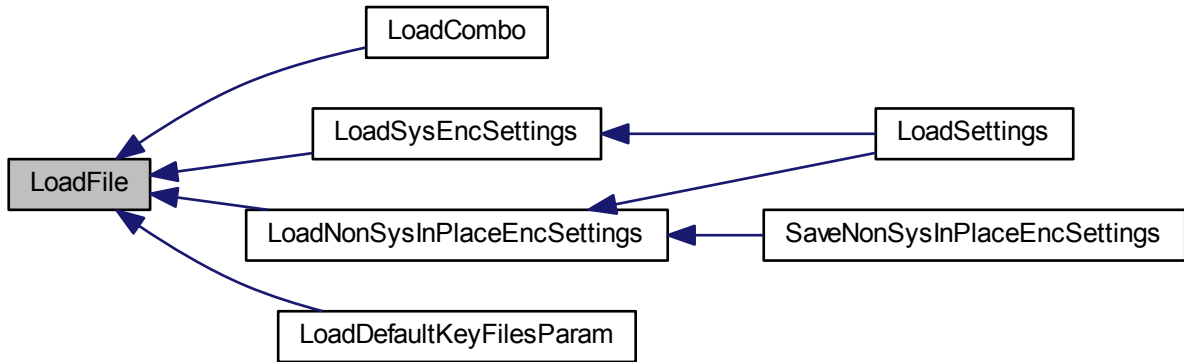 LoadCombo
LoadSysEncSettings
LoadSettings
LoadFile
LoadNonSysInPlaceEncSettings
SaveNonSysInPlaceEncSettings
LoadDefaultKeyFilesParam